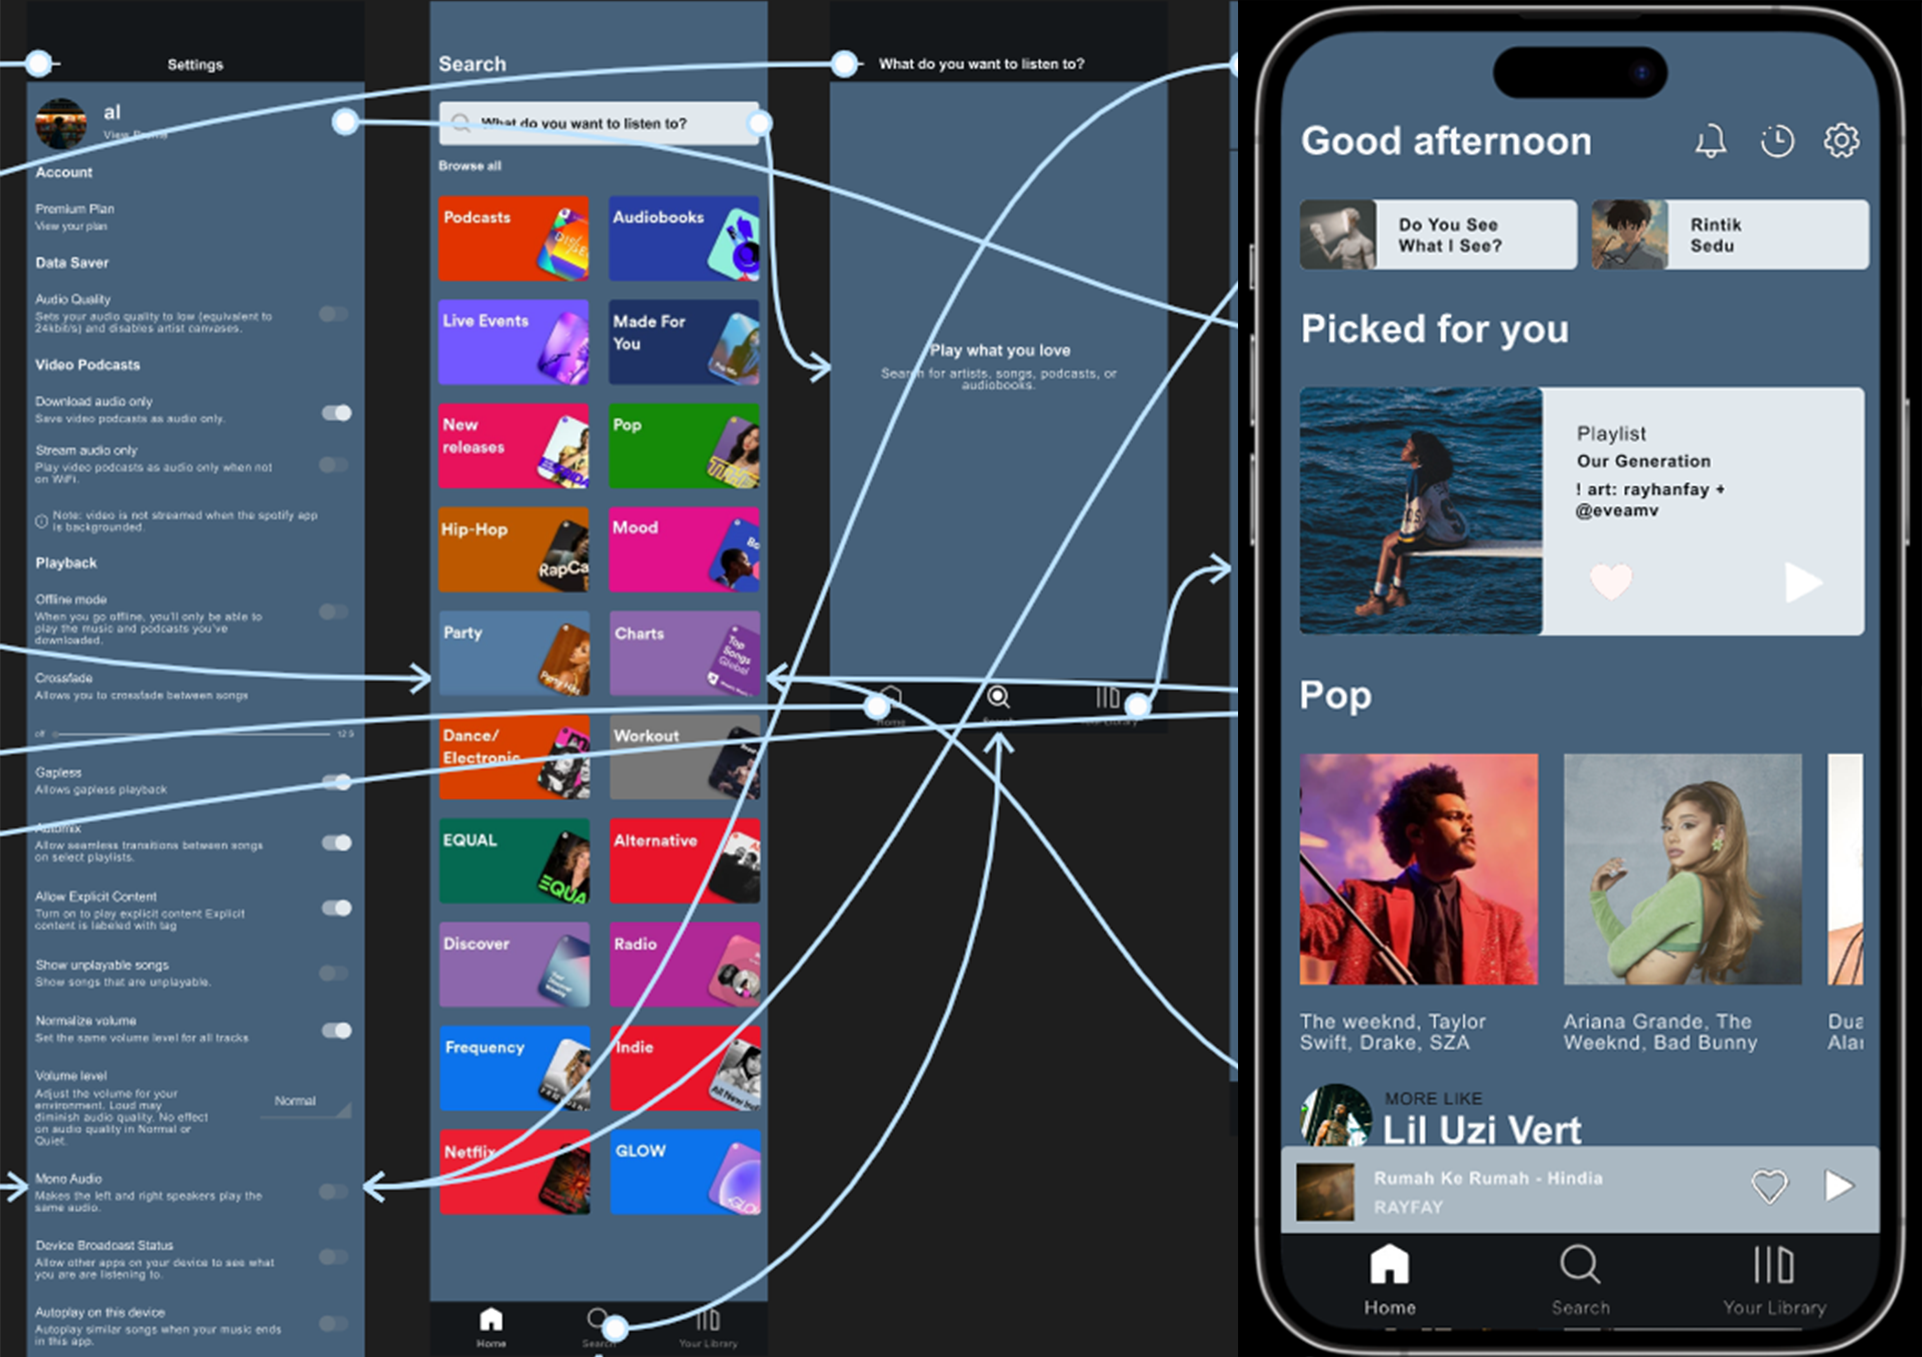 Settings
al
View Profile
Account
Premium Plan
View your plan
Data Saver
Audio Quality
Sets your audio quality to low (equivalent to
24kbit/s) and disables artist canvases.
Video Podcasts
Download audio only
Save video podcasts as audio only.
Stream audio only
Play video podcasts as audio only when not
on WiFi.
Note: video is not streamed when the spotify app
is backgrounded.
Playback
Offline mode
When you go offline, you'll only be able to
play the music and podcasts you've
downloaded.
Crossfade
Allows you to crossfade between songs
off
Gapless
Allows gapless playback
Automix
Allow seamless transitions between songs
on select playlists.
Allow Explicit Content
Turn on to play explicit content Explicit
content is labeled with tag
Show unplayable songs
Show songs that are unplayable.
Normalize volume
Set the same volume level for all tracks
Volume level
Adjust the volume for your
environment. Loud may
diminish audio quality. No effect
on audio quality in Normal or
Quiet.
Normal
Mono Audio
Makes the left and right speakers play the
same audio.
Device Broadcast Status
Allow other apps on your device to see what
you are are listening to.
Autoplay on this device
Autoplay similar songs when your music ends
in this app.
Search
What do you want to listen to?
Browse all
Podcasts
Audiobooks
Live Events
Made For
You
New
releases
Pop
Hip-Hop
RapCa
Mood
Party
Charts
Top
Songs
Global
Dance/
Electronic
Workout
EQUAL
EQUA
Alternative
Discover
Radio
Frequency
Indie
Netflix
GLOW
Home
Search
Your Library
What do you want to listen to?
Play what you love
Search for artists, songs, podcasts, or
audiobooks.
Home
Your Library
Good afternoon
Do You See
What I See?
Rintik
Sedu
Picked for you
Playlist
Our Generation
! art: rayhanfay +
@eveamv
Pop
The weeknd, Taylor
Swift, Drake, SZA
Ariana Grande, The
Weeknd, Bad Bunny
Dua
Alan
MORE LIKE
Lil Uzi Vert
Rumah Ke Rumah - Hindia
RAYFAY
Home
Search
Your Library